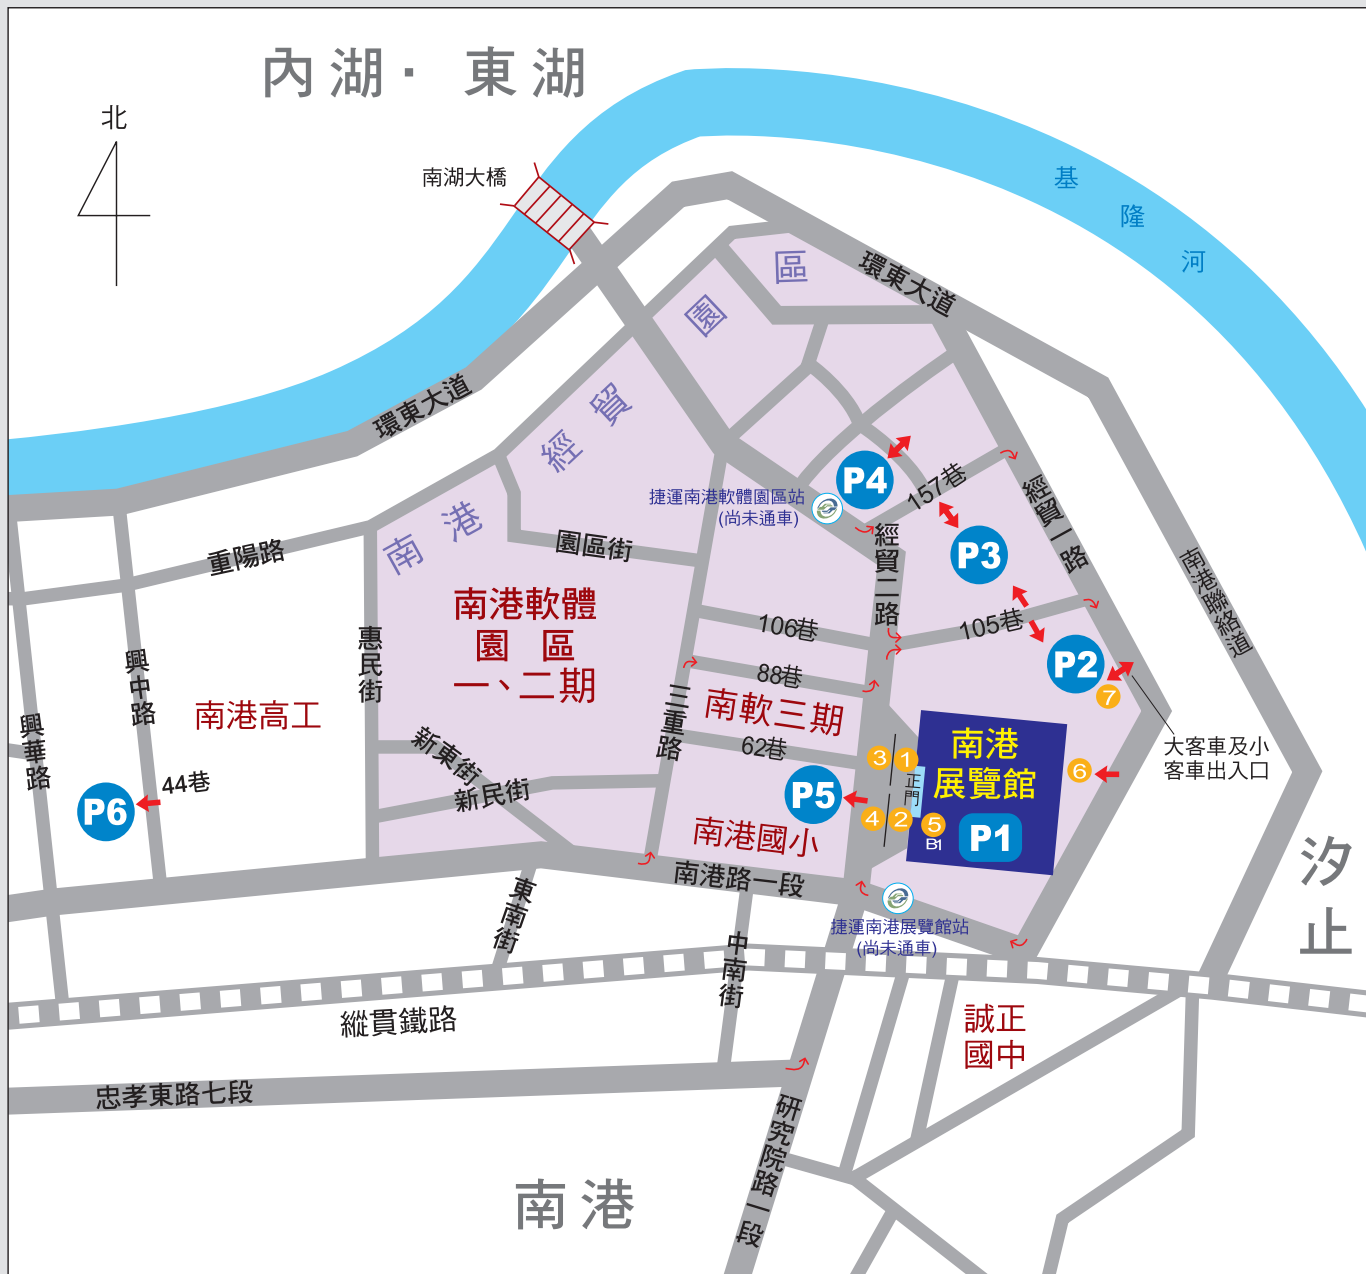 內湖・東湖
北
南湖大橋
基隆河
環東大道
環東大道
南港經貿園區
捷運南港軟體園區站
(尚未通車)
P4
157巷
經貿一路
經貿二路
P3
南港聯絡道
重陽路
園區街
南港軟體
園區
一、二期
惠民街
106巷
105巷
88巷
P2
7
興中路
興華路
南港高工
三重路
南軟三期
62巷
新東街
新民街
大客車及小
客車出入口
44巷
P6
P5
3
1
正門
4
2
5
B1
6
南港
展覽館
P1
南港國小
南港路一段
汐止
東南街
中南街
捷運南港展覽館站
(尚未通車)
縱貫鐵路
誠正
國中
忠孝東路七段
研究院路一段
南港